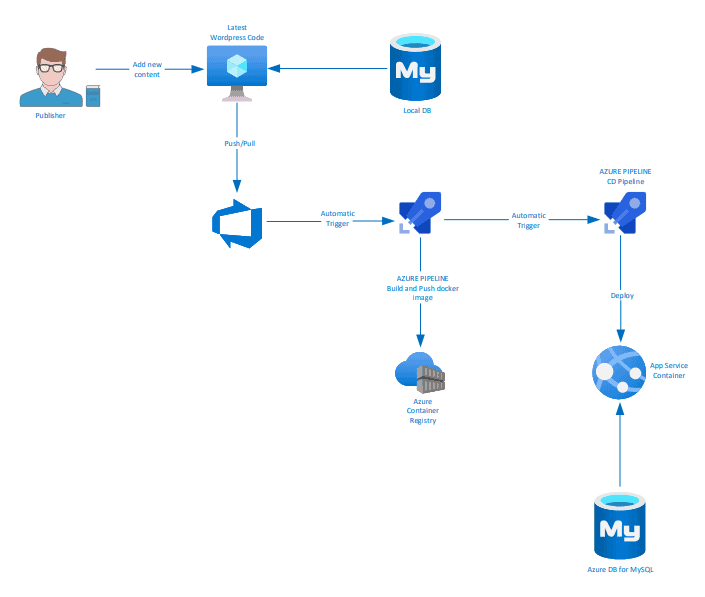 Latest
Wordpress Code
Add new
content
Publisher
My
Local DB
Push/Pull
AZURE PIPELINE
CD Pipeline
Automatic
Trigger
Automatic
Trigger
AZURE PIPELINE
Build and Push docker
image
Deploy
App Service
Container
Azure
Container
Registry
My
Azure DB for MySQL